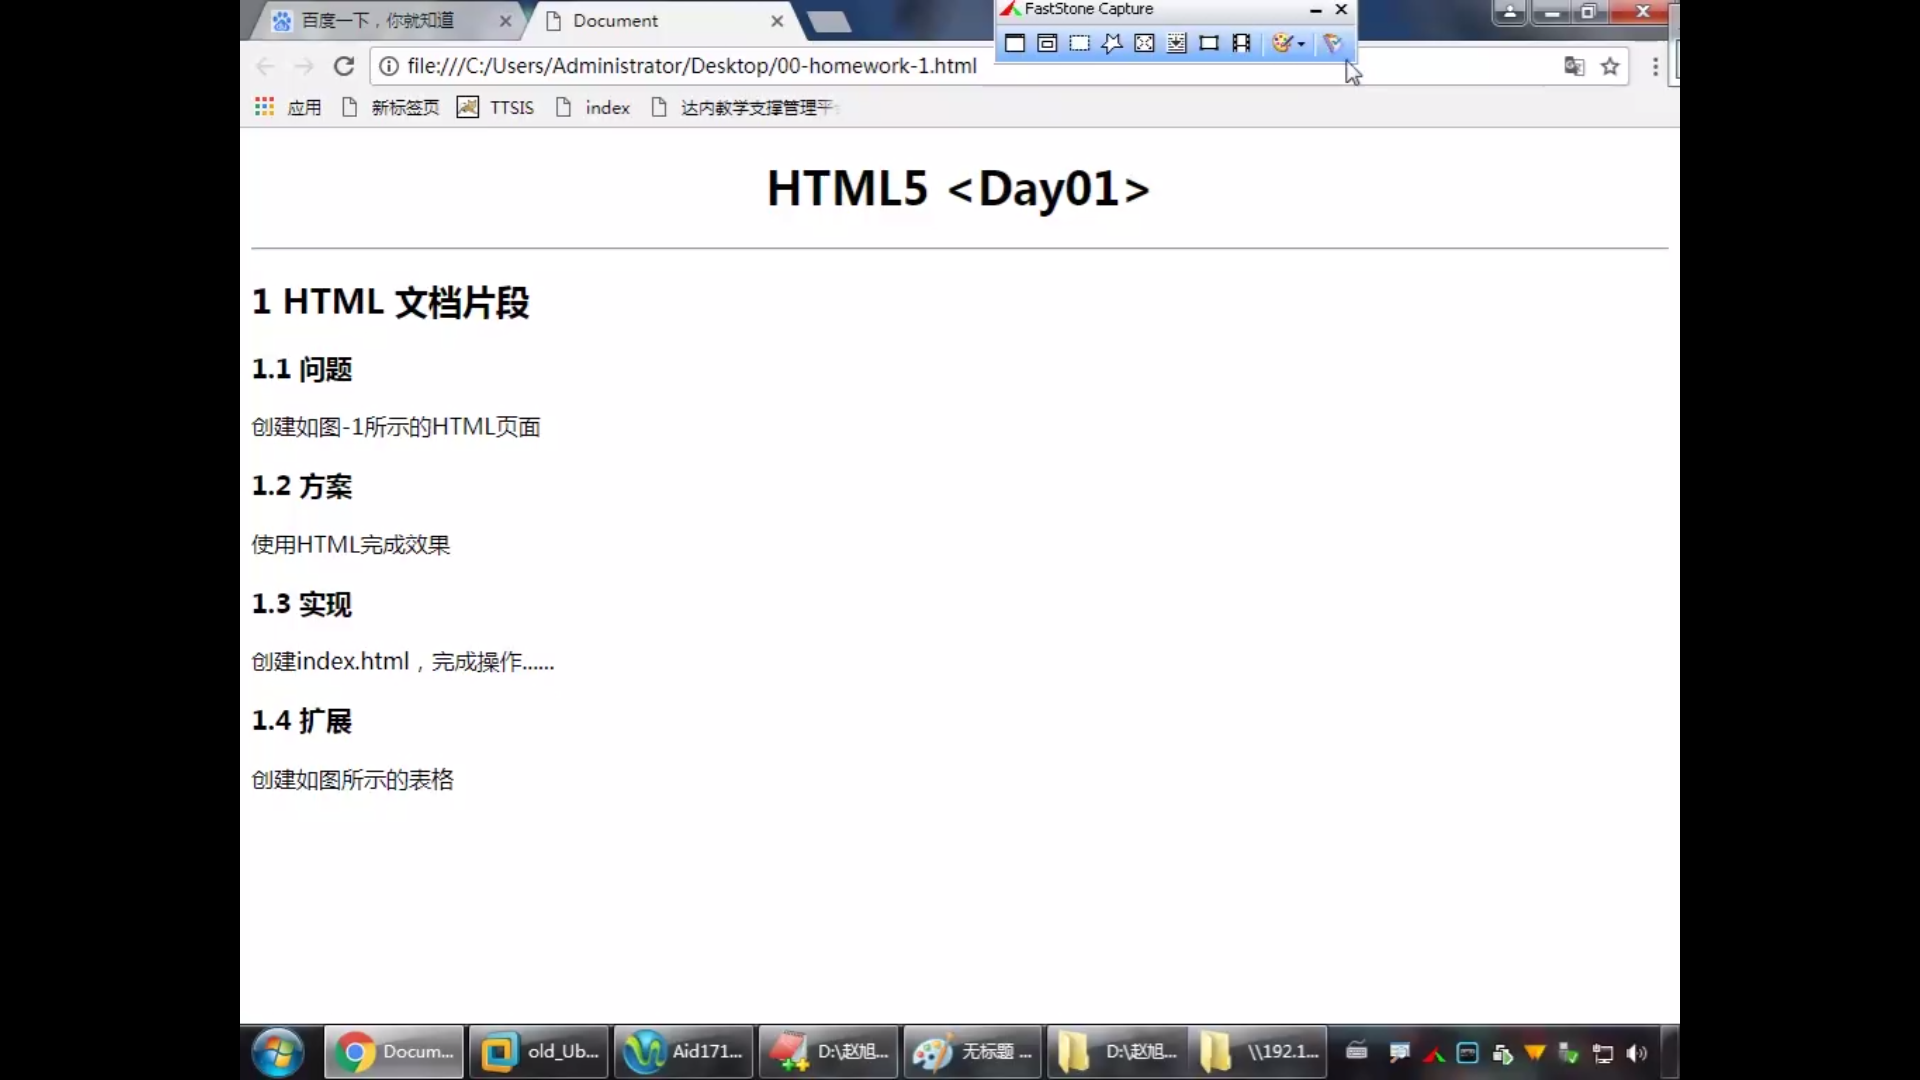 百度一下，你就知道
Document
FastStone Capture
file:///C:/Users/Administrator/Desktop/00-homework-1.html
应用
新标签页
TTSIS
index
达内教学支撑管理平
HTML5 <Day01>
1 HTML 文档片段
1.1 问题
创建如图-1所示的HTML页面
1.2 方案
使用HTML完成效果
1.3 实现
创建index.html，完成操作......
1.4 扩展
创建如图所示的表格
Docum...
old_Ub...
Aid171...
D:\赵旭...
无标题 ...
D:\赵旭...
\\192.1...